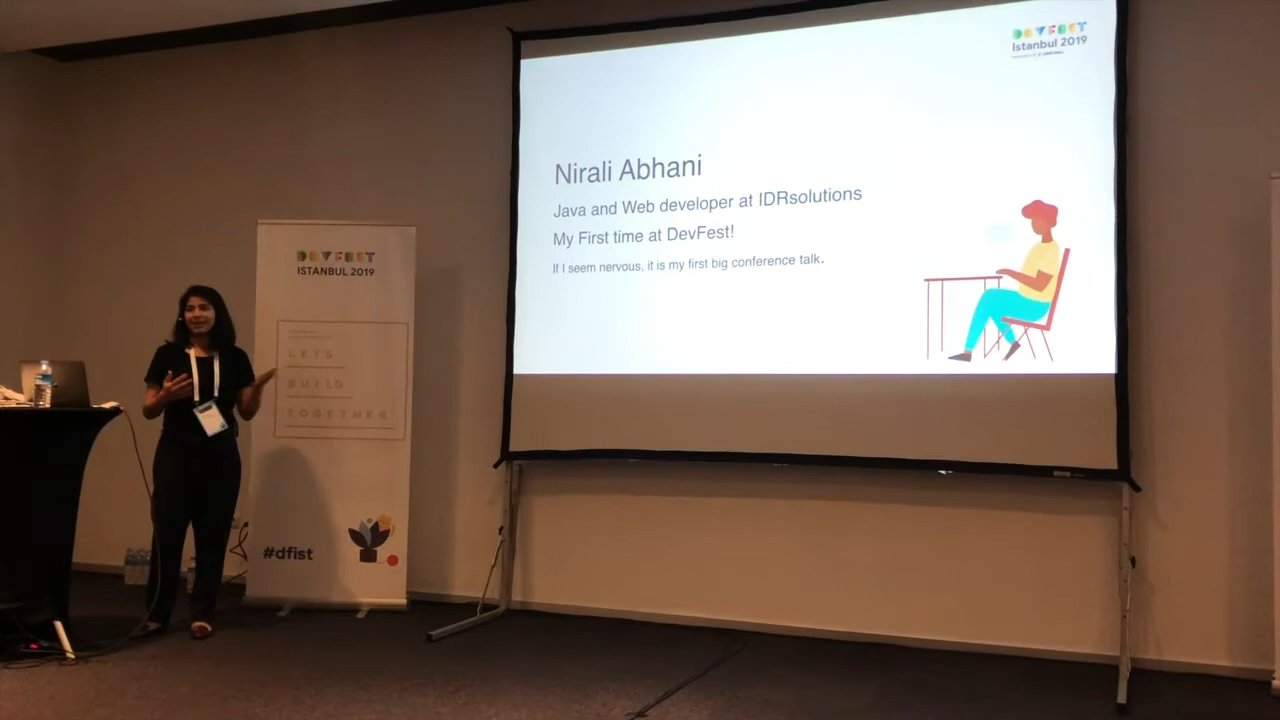 DEVFEST
Istanbul 2019
Nirali Abhani
Java and Web developer at IDRsolutions
My First time at DevFest!
If I seem nervous, it is my first big conference talk.
DEVFEST
ISTANBUL 2019
LETS
BUILD
TOGETHER
#dfist